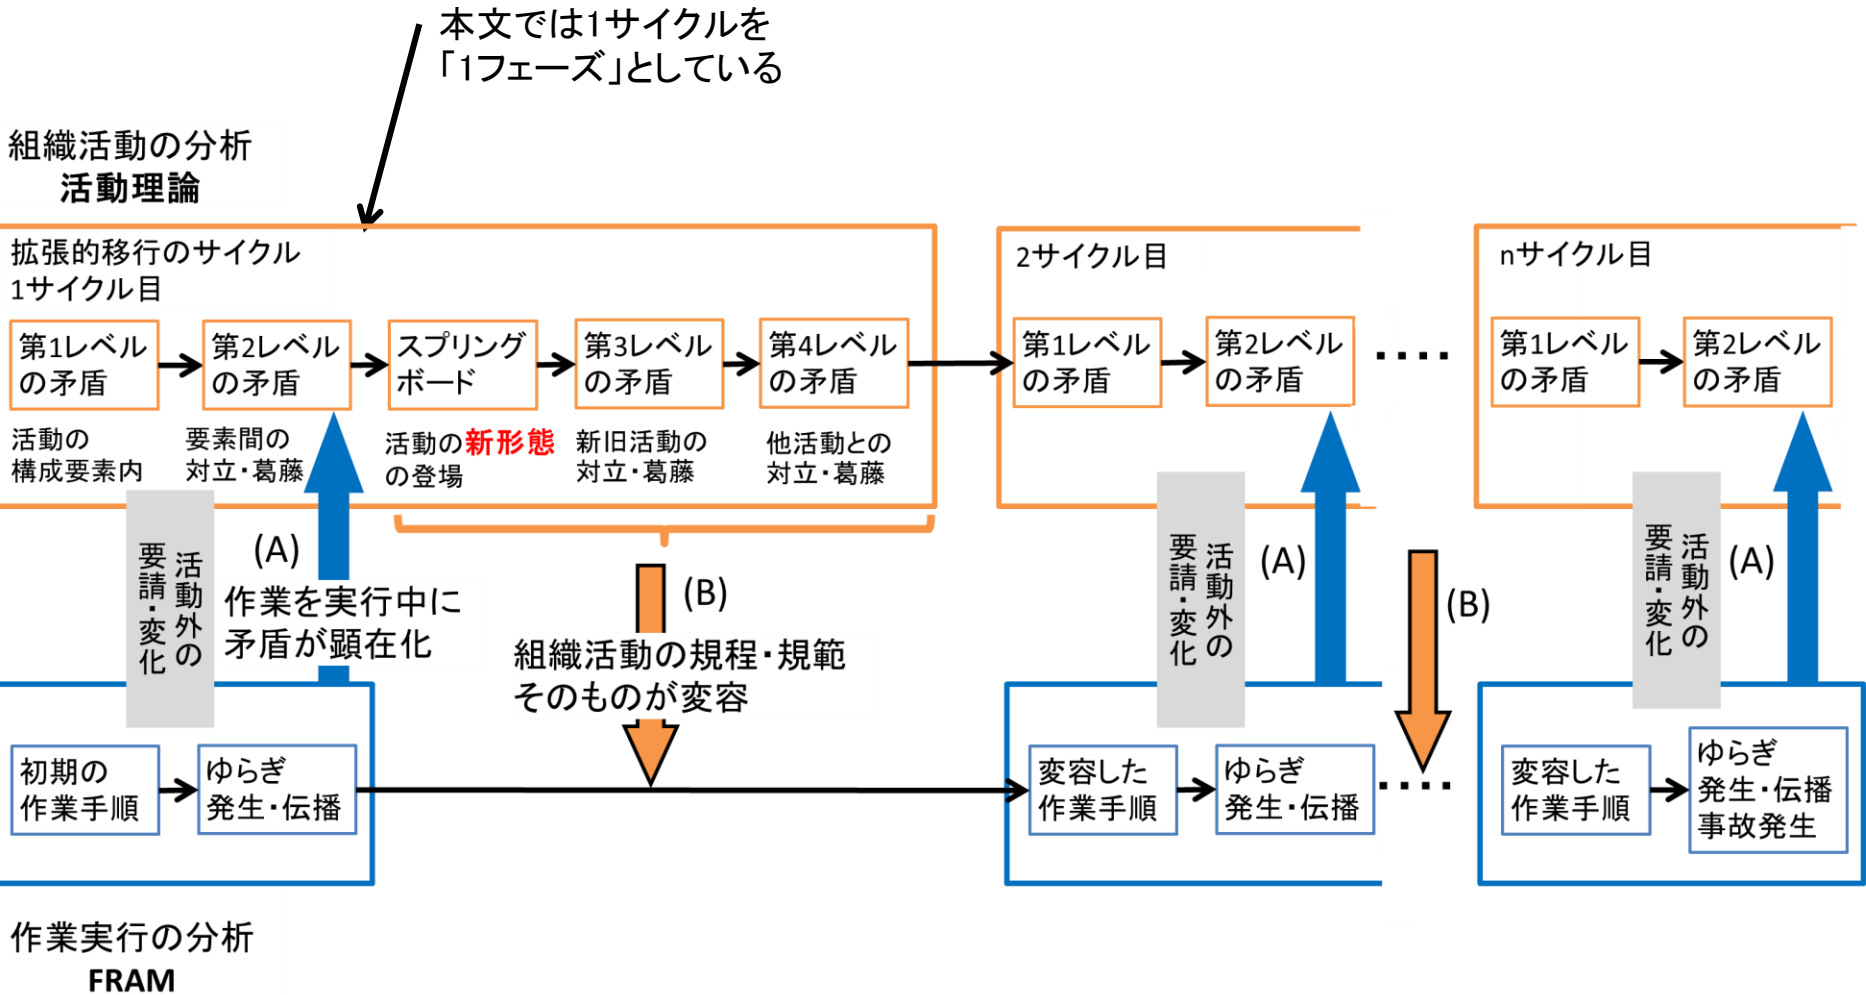 本文では1サイクルを
「1フェーズ」としている
組織活動の分析
活動理論
拡張的移行のサイクル
1サイクル目
第1レベル
の矛盾
第2レベル
の矛盾
スプリング
ボード
第3レベル
の矛盾
第4レベル
の矛盾
活動の
構成要素内
要素間の
対立・葛藤
活動の新形態
の登場
新旧活動の
対立・葛藤
他活動との
対立・葛藤
2サイクル目
第1レベル
の矛盾
第2レベル
の矛盾
‥‥
nサイクル目
第1レベル
の矛盾
第2レベル
の矛盾
活動外の
要請・変化
(A)
作業を実行中に
矛盾が顕在化
(B)
組織活動の規程・規範
そのものが変容
活動外の
要請・変化
(A)
(B)
活動外の
要請・変化
(A)
初期の
作業手順
ゆらぎ
発生・伝播
変容した
作業手順
ゆらぎ
発生・伝播
‥‥
変容した
作業手順
ゆらぎ
発生・伝播
事故発生
作業実行の分析
FRAM